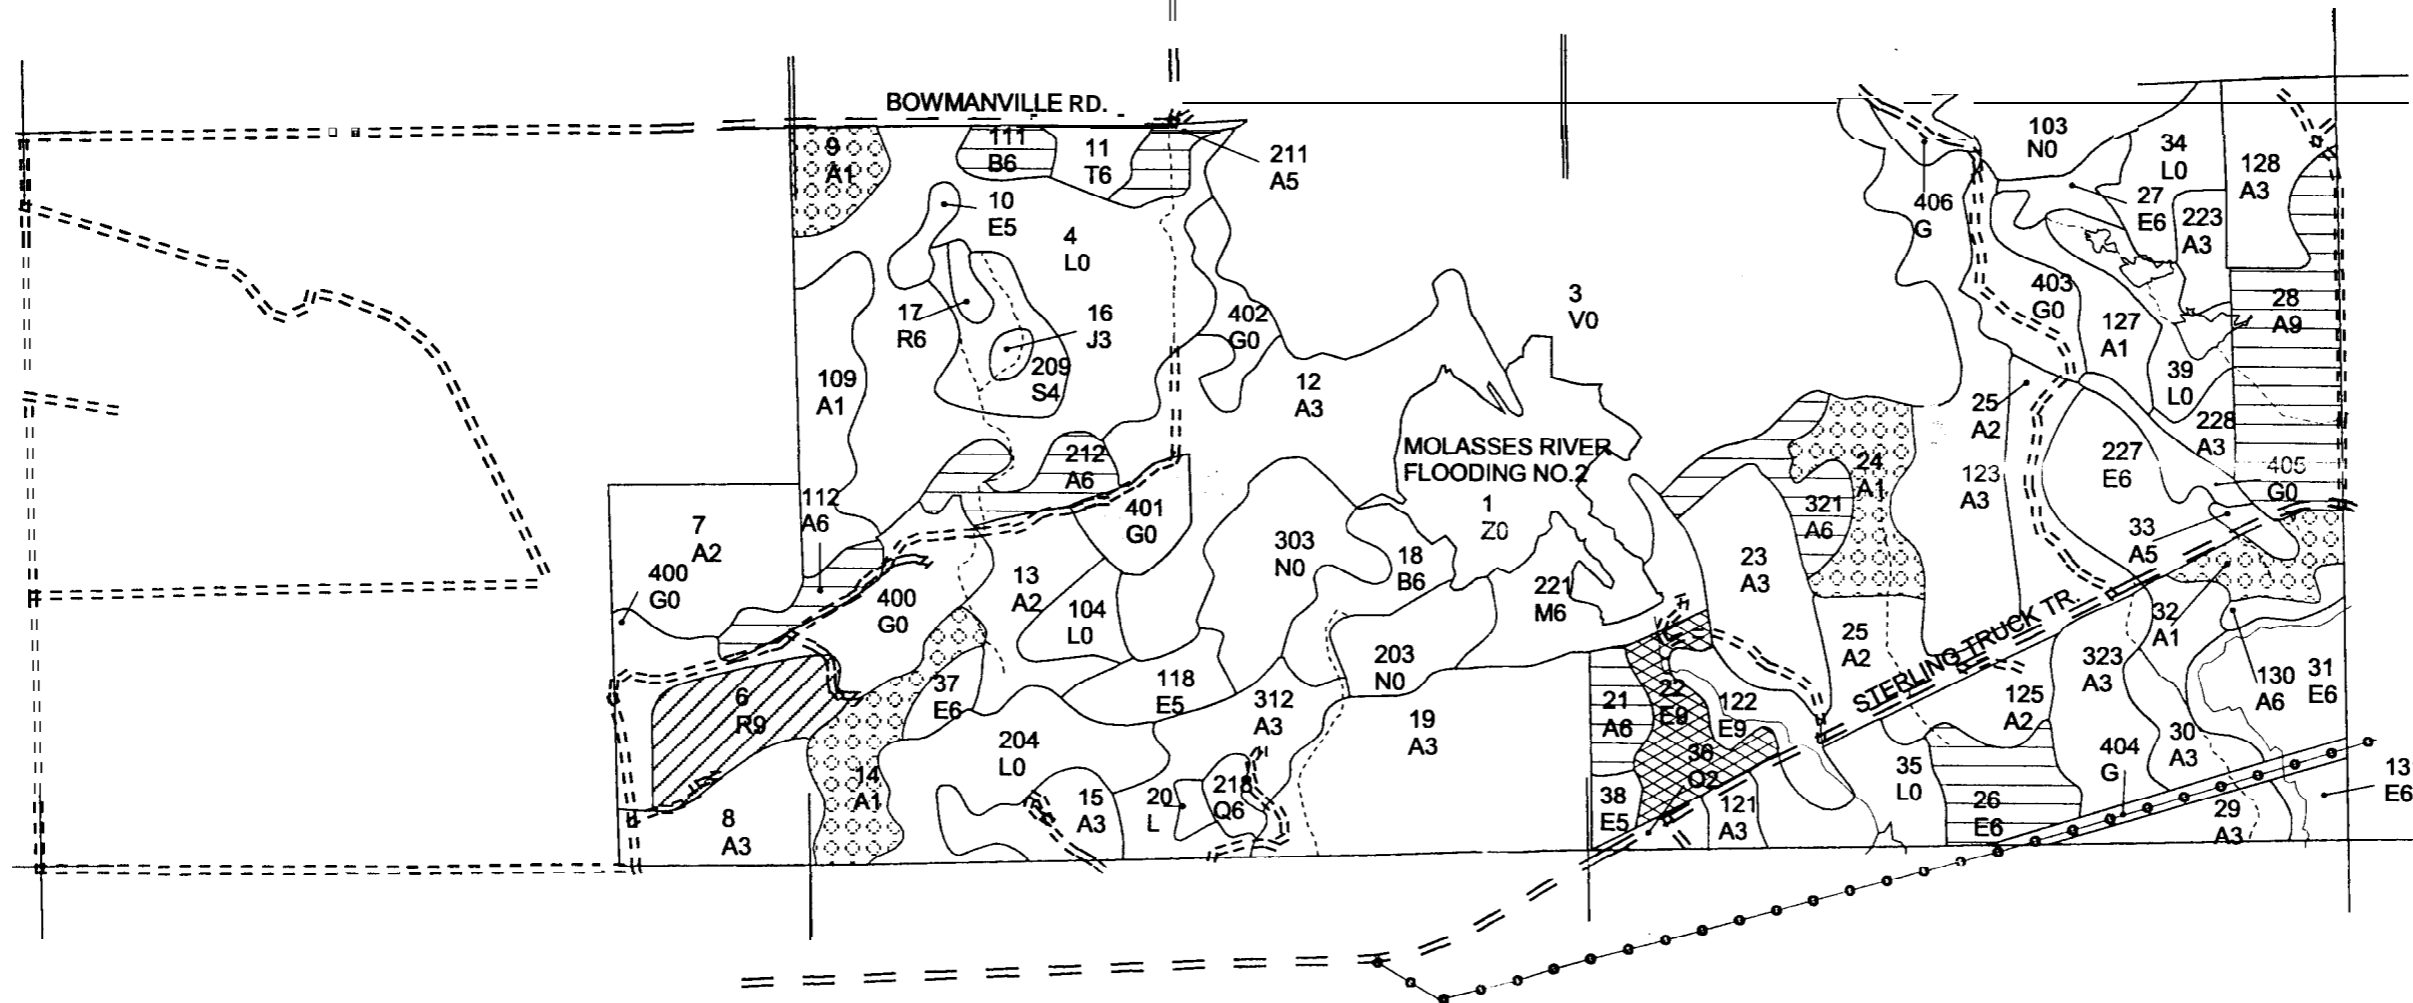 BOWMANVILLE RD.
9
A1
111
B6
11
T6
211
A5
103
N0
34
L0
128
A3
10
E5
4
L0
406
G
27
E6
223
A3
17
R6
16
J3
209
S4
402
G0
3
V0
403
G0
127
A1
28
A9
109
A1
12
A3
25
A2
39
L0
228
A3
MOLASSES RIVER
FLOODING NO.2
1
Z0
212
A6
24
A1
123
A3
227
E6
405
G0
112
A6
7
A2
401
G0
303
N0
18
B6
23
A3
321
A6
33
A5
400
G0
400
G0
13
A2
104
L0
221
M6
25
A2
STERLING TRUCK TR.
32
A1
203
N0
323
A3
130
A6
31
E6
6
R9
37
E6
118
E5
312
A3
19
A3
21
A6
22
E9
122
E9
125
A2
30
A3
204
L0
404
G
14
A1
15
A3
20
L
218
Q6
36
Q2
35
L0
38
E5
121
A3
26
E6
29
A3
13
E6
8
A3